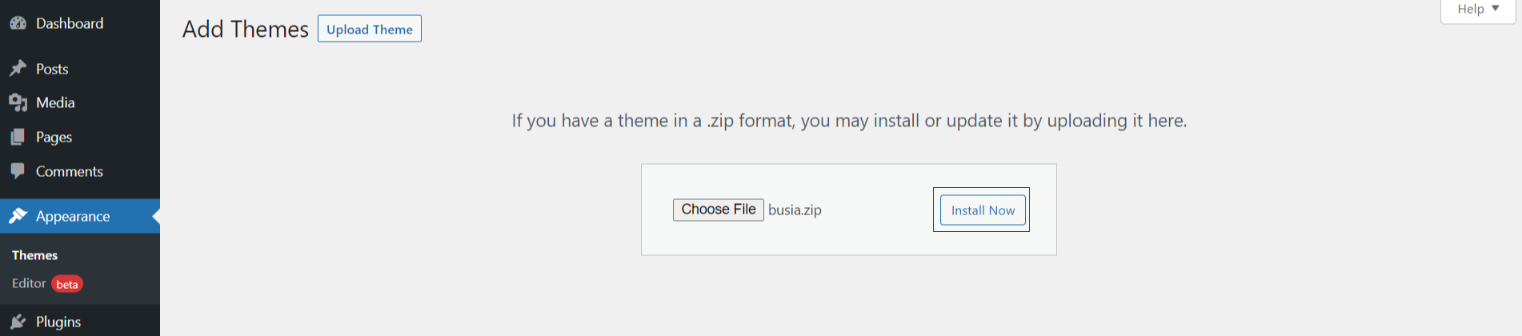 Dashboard
Posts
Media
Pages
Comments
Appearance
Themes
Editor beta
Plugins
Add Themes Upload Theme
Help ▼
If you have a theme in a .zip format, you may install or update it by uploading it here.
Choose File busia.zip Install Now